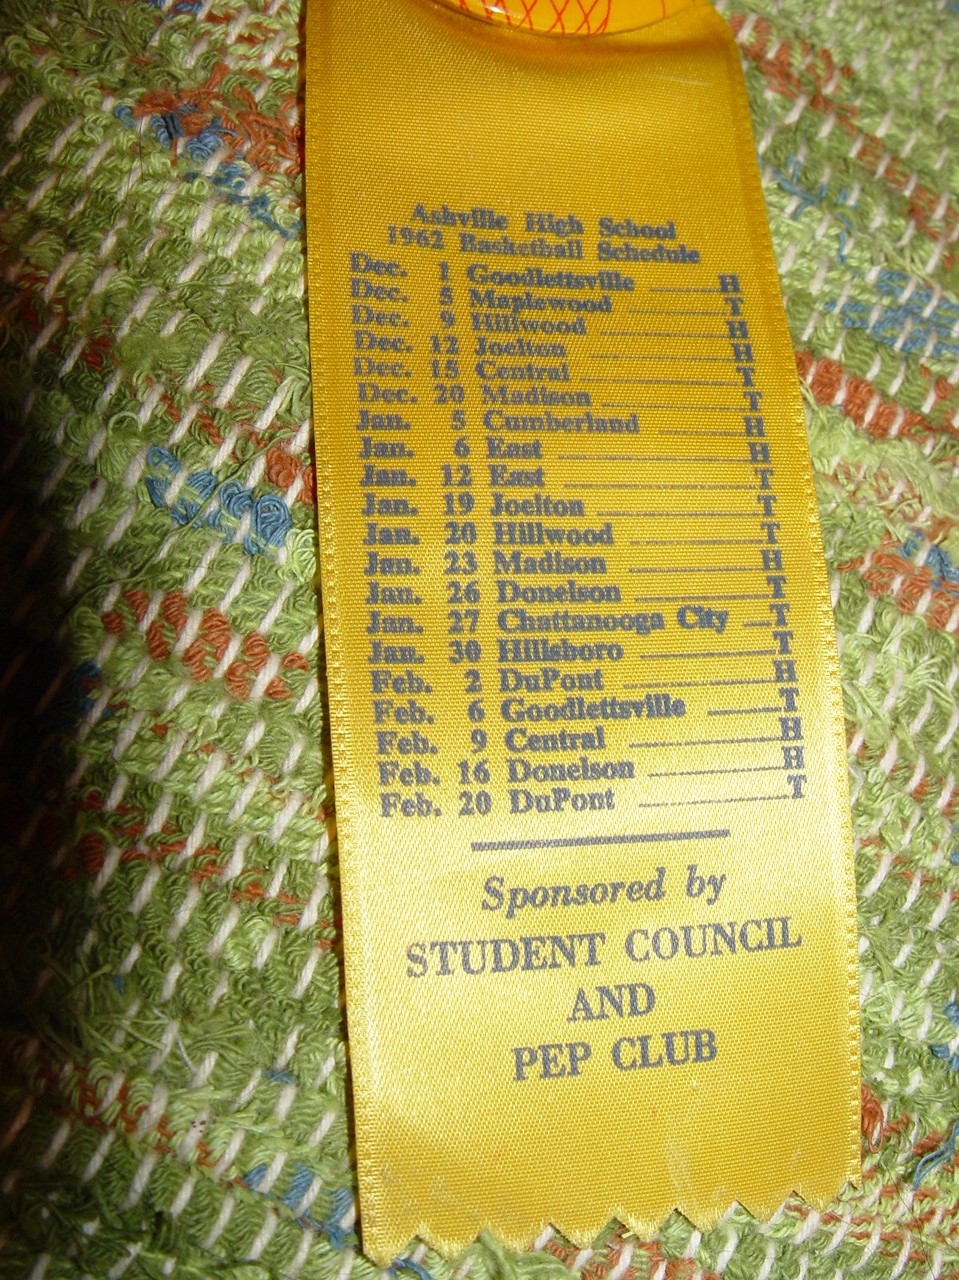 Ashville High School
1962 Basketball Schedule
Dec. 1 Goodlettsville H
Dec. 5 Maplewood T
Dec. 9 Hillwood H
Dec. 12 Joelton H
Dec. 15 Central T
Dec. 20 Madison T
Jan. 5 Cumberland H
Jan. 6 East H
Jan. 12 East T
Jan. 19 Joelton T
Jan. 20 Hillwood T
Jan. 23 Madison H
Jan. 26 Donelson T
Jan. 27 Chattanooga City T
Jan. 30 Hillsboro T
Feb. 2 DuPont H
Feb. 6 Goodlettsville T
Feb. 9 Central H
Feb. 16 Donelson H
Feb. 20 DuPont T
Sponsored by
STUDENT COUNCIL
AND
PEP CLUB